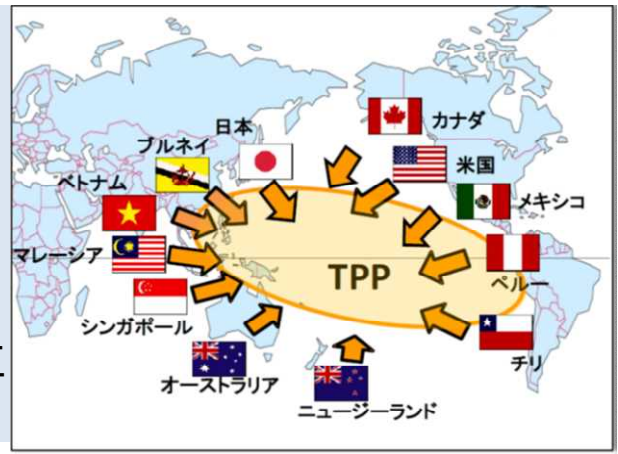 カナダ
日本
ブルネイ
米国
ベトナム
メキシコ
マレーシア
TPP
ペルー
シンガポール
チリ
オーストラリア
ニュージーランド